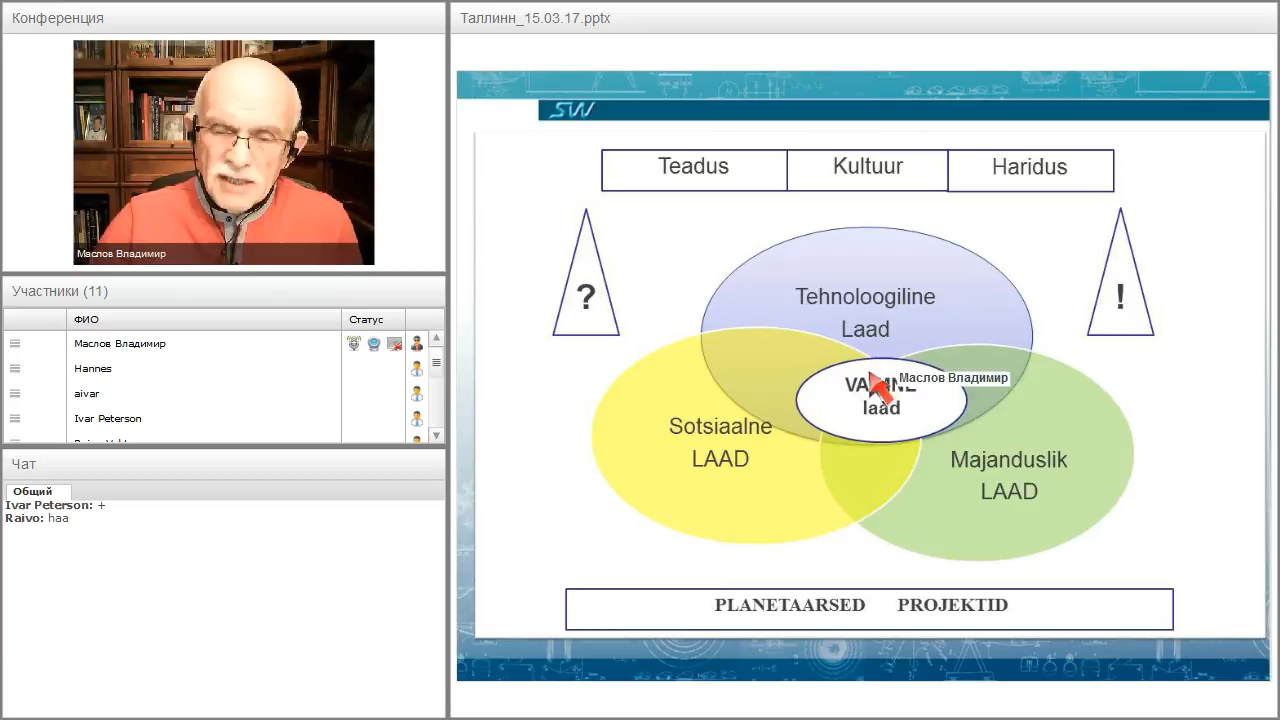 Конференция
Маслов Владимир
Участники (11)
ФИО
Статус
Маслов Владимир
Hannes
aivar
Ivar Peterson
Чат
Общий
Ivar Peterson: +
Raivo: haa
Таллинн_15.03.17.pptx
SW
Teadus
Kultuur
Haridus
?
!
Tehnoloogiline
Laad
Маслов Владимир
laad
Sotsiaalne
LAAD
Majanduslik
LAAD
PLANETAARSED PROJEKTID